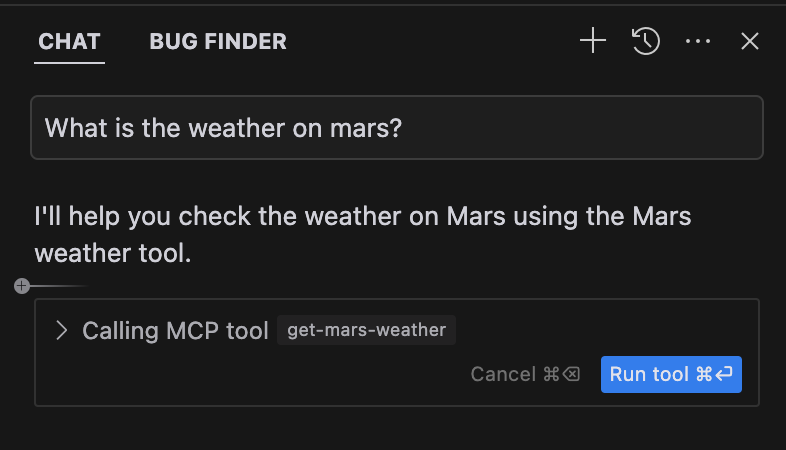 CHAT BUG FINDER
What is the weather on mars?
I'll help you check the weather on Mars using the Mars
weather tool.
Calling MCP tool get-mars-weather
Cancel ⌘⌫ Run tool ⌘⏎